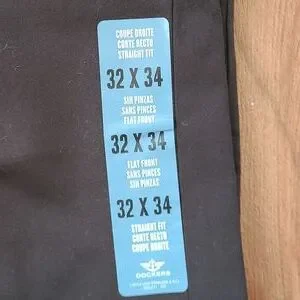 COUPE DROITE
CORTE RECTO
STRAIGHT FIT
32 X 34
SIN PINZAS
SANS PINCES
FLAT FRONT
32 X 34
FLAT FRONT
SANS PINCES
SIN PINZAS
32 X 34
STRAIGHT FIT
CORTE RECTO
COUPE DROITE
DOCKERS